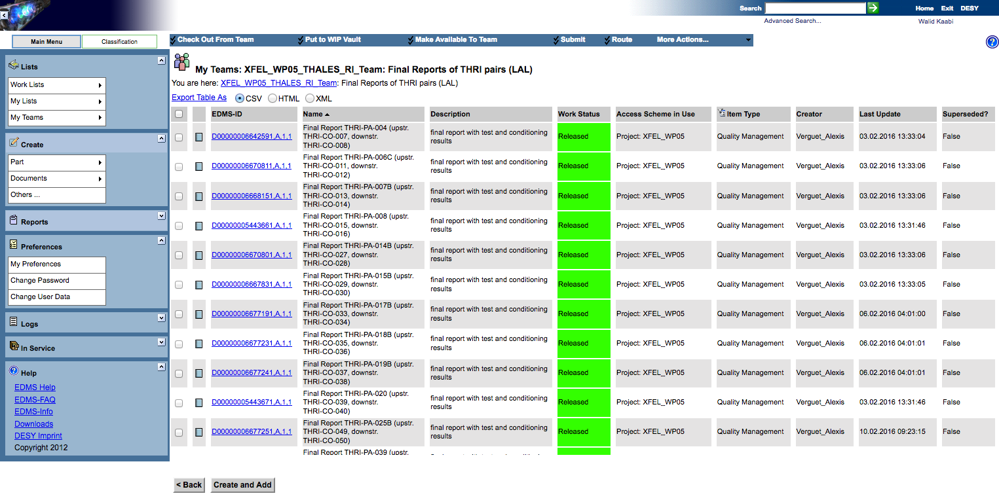 Search
Home Exit DESY
Advanced Search...
Walid Kaabi
Main Menu Classification
Check Out From Team Put to WIP Vault Make Available To Team Submit Route More Actions...
Lists
Work Lists
My Lists
My Teams
Create
Part
Documents
Others ...
Reports
Preferences
My Preferences
Change Password
Change User Data
Logs
In Service
Help
EDMS Help
EDMS-FAQ
EDMS-Info
Downloads
DESY Imprint
Copyright 2012
My Teams: XFEL_WP05_THALES_RI_Team: Final Reports of THRI pairs (LAL)
You are here: XFEL_WP05_THALES_RI_Team: Final Reports of THRI pairs (LAL)
Export Table As CSV HTML XML
EDMS-ID Name Description Work Status Access Scheme in Use Item Type Creator Last Update Superseded?
D00000006642591,A,1,1 Final Report THRI-PA-004 (upstr.
THRI-CO-007, downstr.
THRI-CO-008)
final report with test and conditioning
results
Released Project: XFEL_WP05 Quality Management Verguet_Alexis 03.02.2016 13:33:04 False
D00000006670811,A,1,1 Final Report THRI-PA-006C (upstr.
THRI-CO-011, downstr.
THRI-CO-012)
final report with test and conditioning
results
Released Project: XFEL_WP05 Quality Management Verguet_Alexis 03.02.2016 13:33:06 False
D00000006668151,A,1,1 Final Report THRI-PA-007B (upstr.
THRI-CO-013, downstr.
THRI-CO-014)
final report with test and conditioning
results
Released Project: XFEL_WP05 Quality Management Verguet_Alexis 03.02.2016 13:33:06 False
D00000005443661,A,1,1 Final Report THRI-PA-008 (upstr.
THRI-CO-015, downstr.
THRI-CO-016)
final report with test and conditioning
results
Released Project: XFEL_WP05 Quality Management Verguet_Alexis 03.02.2016 13:31:46 False
D00000006670801,A,1,1 Final Report THRI-PA-014B (upstr.
THRI-CO-027, downstr.
THRI-CO-028)
final report with test and conditioning
results
Released Project: XFEL_WP05 Quality Management Verguet_Alexis 03.02.2016 13:33:06 False
D00000006667831,A,1,1 Final Report THRI-PA-015B (upstr.
THRI-CO-029, downstr.
THRI-CO-030)
final report with test and conditioning
results
Released Project: XFEL_WP05 Quality Management Verguet_Alexis 03.02.2016 13:33:05 False
D00000006677191,A,1,1 Final Report THRI-PA-017B (upstr.
THRI-CO-033, downstr.
THRI-CO-034)
final report with test and conditioning
results
Released Project: XFEL_WP05 Quality Management Verguet_Alexis 06.02.2016 04:01:00 False
D00000006677231,A,1,1 Final Report THRI-PA-018B (upstr.
THRI-CO-035, downstr.
THRI-CO-036)
final report with test and conditioning
results
Released Project: XFEL_WP05 Quality Management Verguet_Alexis 06.02.2016 04:01:01 False
D00000006677241,A,1,1 Final Report THRI-PA-019B (upstr.
THRI-CO-037, downstr.
THRI-CO-038)
final report with test and conditioning
results
Released Project: XFEL_WP05 Quality Management Verguet_Alexis 06.02.2016 04:01:01 False
D00000005443671,A,1,1 Final Report THRI-PA-020 (upstr.
THRI-CO-039, downstr.
THRI-CO-040)
final report with test and conditioning
results
Released Project: XFEL_WP05 Quality Management Verguet_Alexis 03.02.2016 13:31:46 False
D00000006677251,A,1,1 Final Report THRI-PA-025B (upstr.
THRI-CO-049, downstr.
THRI-CO-050)
final report with test and conditioning
results
Released Project: XFEL_WP05 Quality Management Verguet_Alexis 10.02.2016 09:23:15 False
Final Report THRI-PA-039 (upstr.
< Back Create and Add